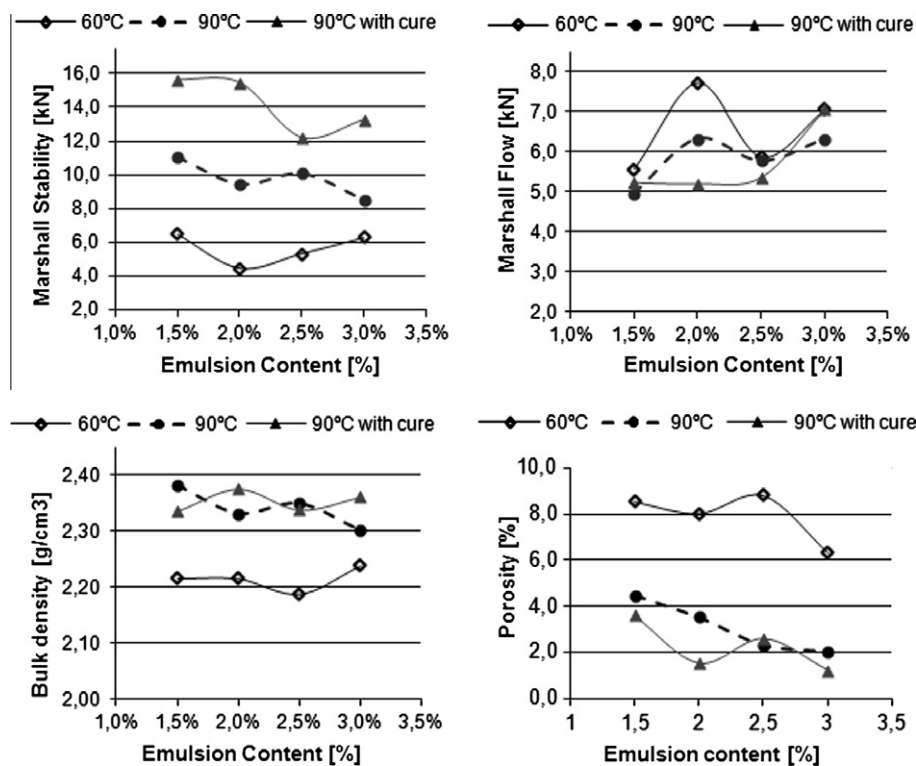 60ºC 90ºC 90ºC with cure
Marshall Stability [kN]
16,0
14,0
12,0
10,0
8,0
6,0
4,0
2,0
1,0% 1,5% 2,0% 2,5% 3,0% 3,5%
Emulsion Content [%]
60ºC 90ºC 90ºC with cure
Marshall Flow [kN]
8,0
7,0
6,0
5,0
4,0
3,0
2,0
1,0% 1,5% 2,0% 2,5% 3,0% 3,5%
Emulsion Content [%]
60ºC 90ºC 90ºC with cure
Bulk density [g/cm3]
2,40
2,30
2,20
2,10
2,00
1,0% 1,5% 2,0% 2,5% 3,0% 3,5%
Emulsion Content [%]
60ºC 90ºC 90ºC with cure
Porosity [%]
10,0
8,0
6,0
4,0
2,0
0,0
1 1,5 2 2,5 3 3,5
Emulsion content [%]